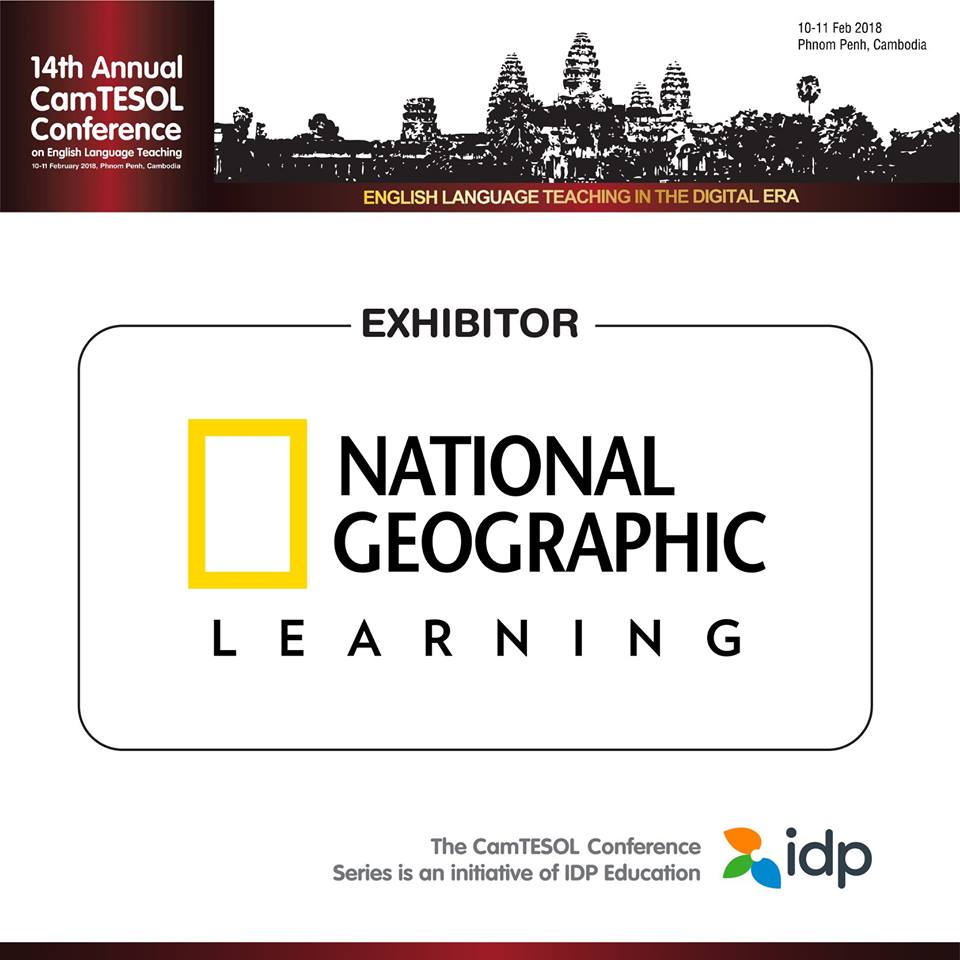 14th Annual
CamTESOL
Conference
on English Language Teaching
10-11 February 2018, Phnom Penh, Cambodia
10-11 Feb 2018
Phnom Penh, Cambodia
ENGLISH LANGUAGE TEACHING IN THE DIGITAL ERA
EXHIBITOR
NATIONAL
GEOGRAPHIC
LEARNING
The CamTESOL Conference
Series is an initiative of IDP Education
idp